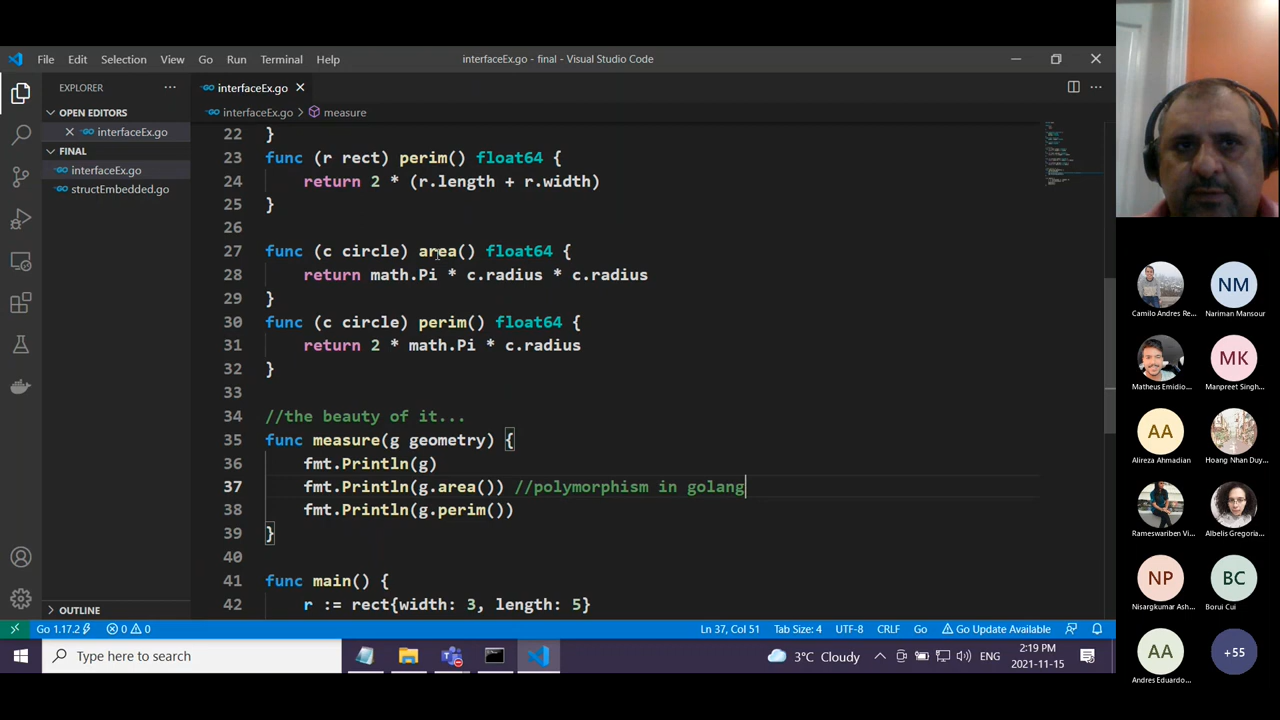 File Edit Selection View Go Run Terminal Help
interfaceEx.go - final - Visual Studio Code
EXPLORER
interfaceEx.go
OPEN EDITORS
interfaceEx.go > measure
interfaceEx.go
FINAL
interfaceEx.go
structEmbedded.go
22 }
23 func (r rect) perim() float64 {
24 return 2 * (r.length + r.width)
25 }
26
27 func (c circle) area() float64 {
28 return math.Pi * c.radius * c.radius
29 }
30 func (c circle) perim() float64 {
31 return 2 * math.Pi * c.radius
32 }
33
34 //the beauty of it...
35 func measure(g geometry) {
36 fmt.Println(g)
37 fmt.Println(g.area()) //polymorphism in golang
38 fmt.Println(g.perim())
39 }
40
41 func main() {
42 r := rect{width: 3, length: 5}
OUTLINE
Go 1.17.2 0 0 Ln 37, Col 51 Tab Size: 4 UTF-8 CRLF Go Go Update Available
Type here to search
3°C Cloudy
ENG
2:19 PM
2021-11-15
Camilo Andres Re...
NM
Nariman Mansour
Matheus Emidio...
MK
Manpreet Singh...
AA
Alireza Ahmadian
Hoang Nhan Duy...
Rameswariben Vi...
Albelis Gregoria...
NP
Nisargkumar Ash...
BC
Borui Cui
AA
Andres Eduardo...
+55